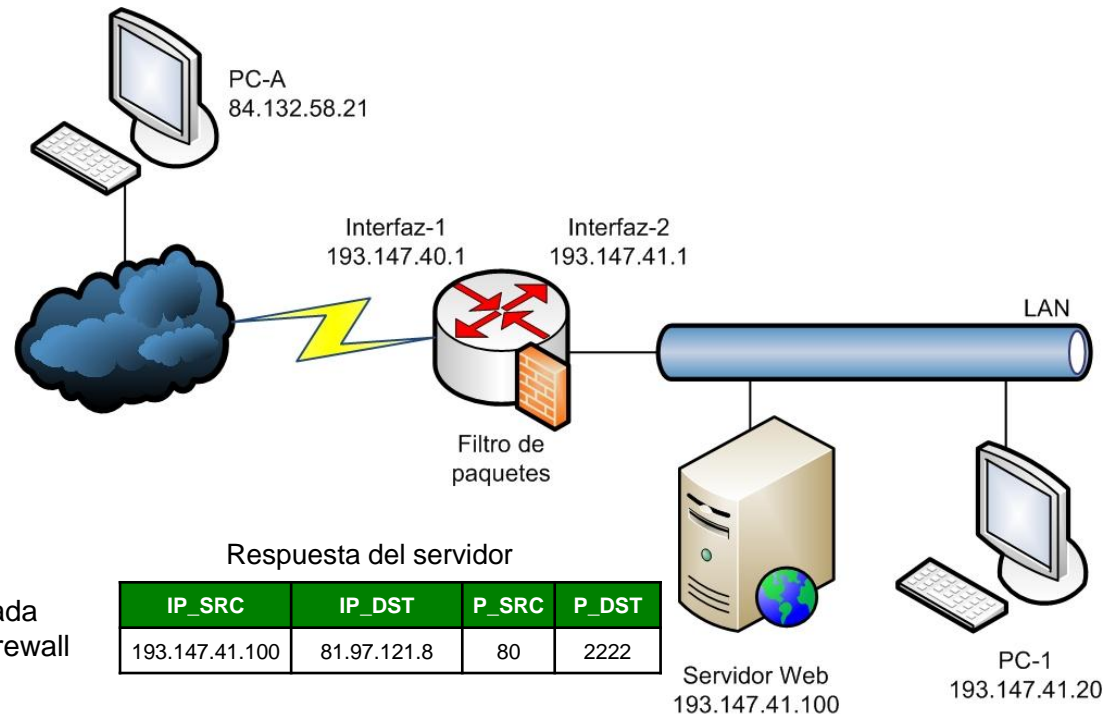 PC-A
84.132.58.21
Interfaz-1
193.147.40.1
Interfaz-2
193.147.41.1
LAN
Filtro de
paquetes
Respuesta del servidor
IP_SRC IP_DST P_SRC P_DST
193.147.41.100 81.97.121.8 80 2222
ada
rewall
Servidor Web
193.147.41.100
PC-1
193.147.41.20